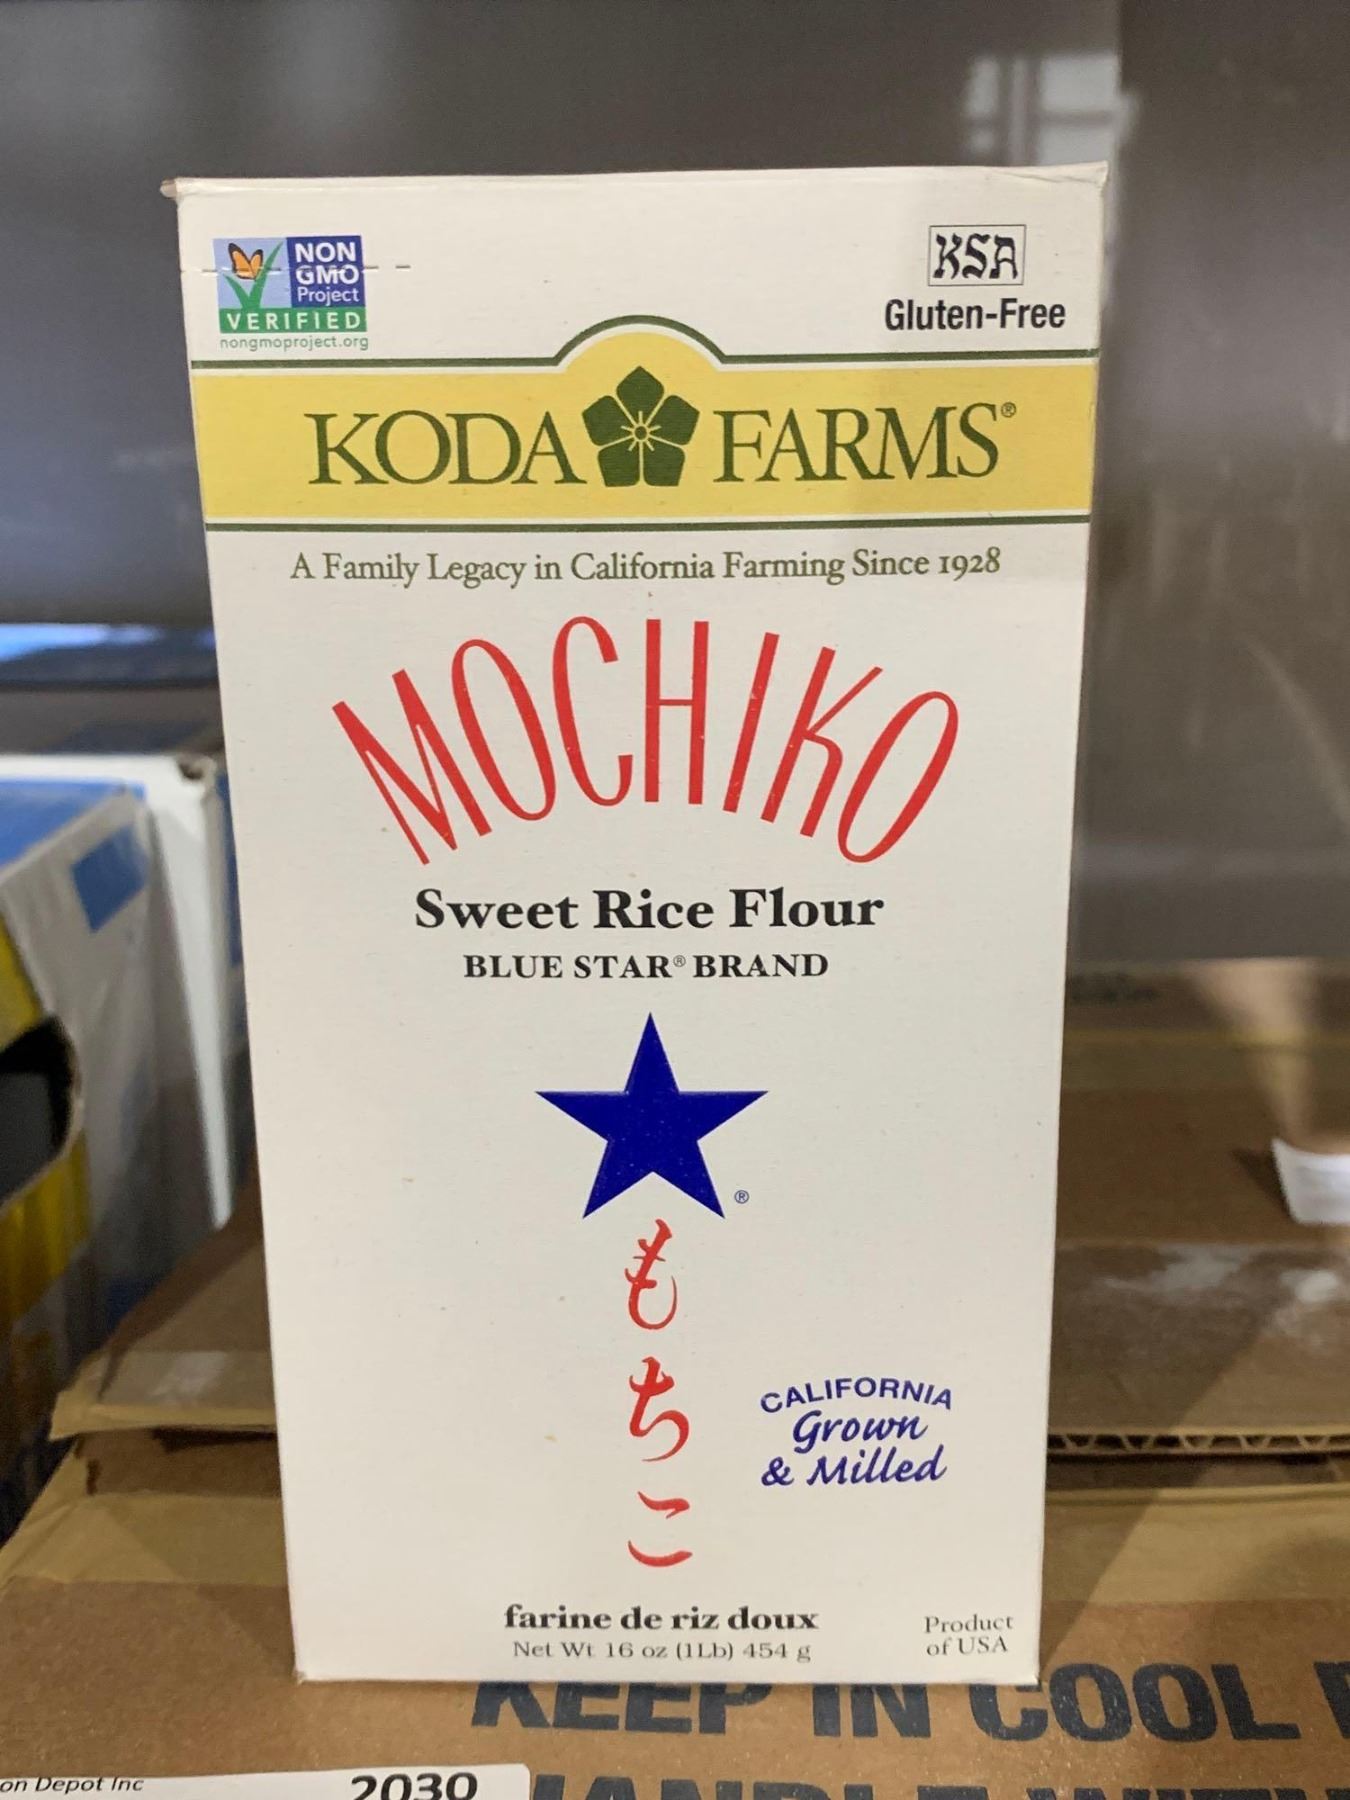 NON
GMO
Project
VERIFIED
nongmoproject.org
KSA
Gluten-Free
KODA FARMS®
A Family Legacy in California Farming Since 1928
MOCHIKO
Sweet Rice Flour
BLUE STAR® BRAND
®
もちこ
CALIFORNIA
Grown
& Milled
farine de riz doux
Net Wt 16 oz (1Lb) 454 g
Product
of USA
KEEP IN COOL
on Depot Inc
2030